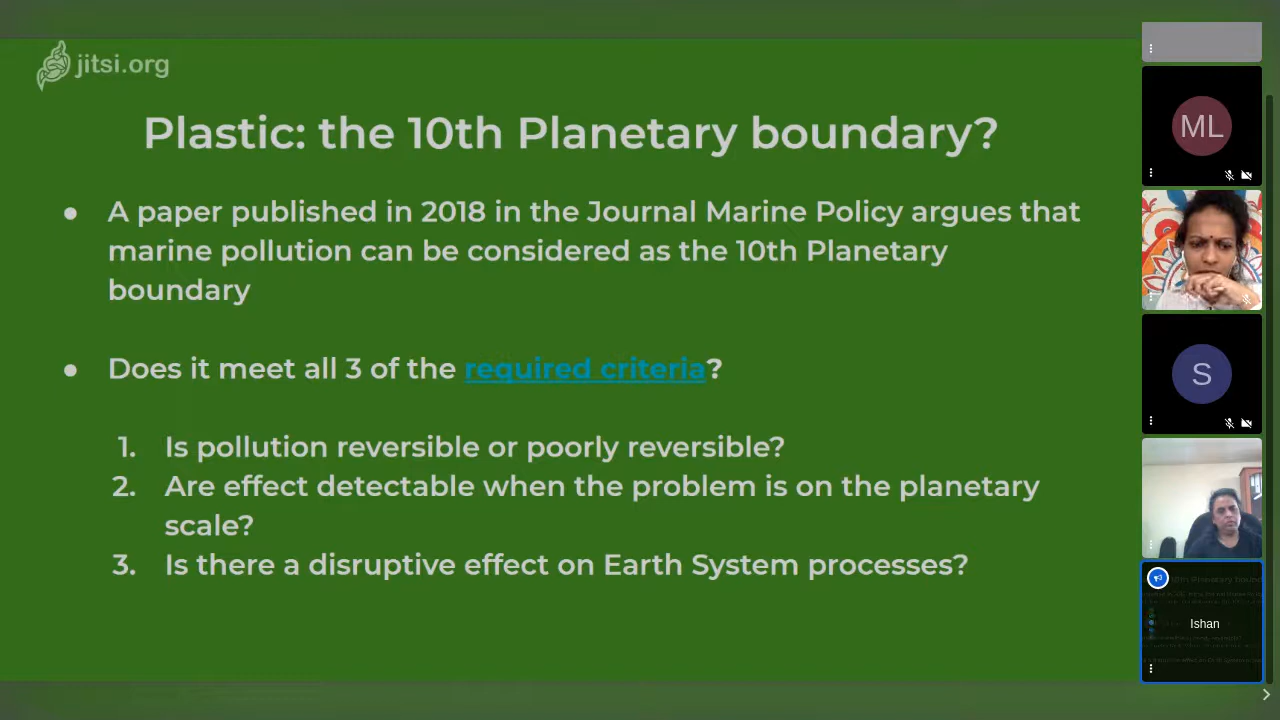 jitsi.org
Plastic: the 10th Planetary boundary?
● A paper published in 2018 in the Journal Marine Policy argues that
marine pollution can be considered as the 10th Planetary
boundary
● Does it meet all 3 of the required criteria?
1. Is pollution reversible or poorly reversible?
2. Are effect detectable when the problem is on the planetary
scale?
3. Is there a disruptive effect on Earth System processes?
ML
S
Ishan